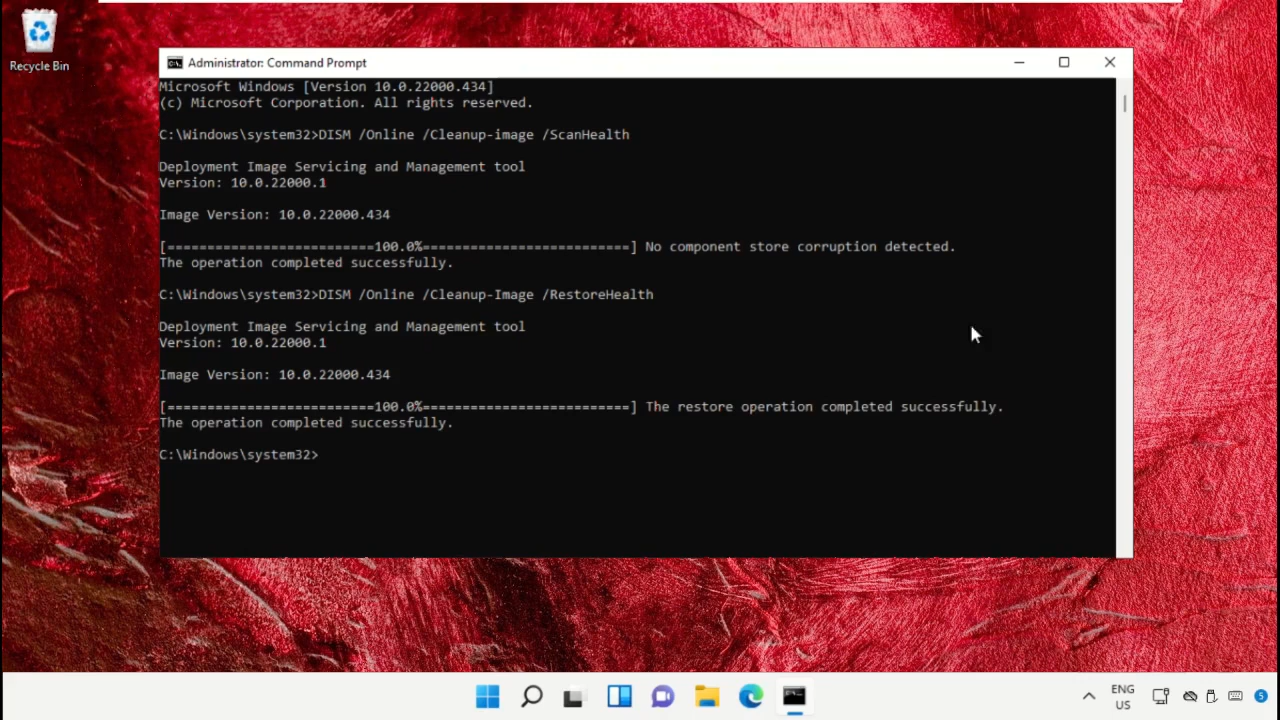 Recycle Bin
Administrator: Command Prompt
Microsoft Windows [Version 10.0.22000.434]
(c) Microsoft Corporation. All rights reserved.
C:\Windows\system32>DISM /Online /Cleanup-image /ScanHealth
Deployment Image Servicing and Management tool
Version: 10.0.22000.1
Image Version: 10.0.22000.434
[==========================100.0%==========================] No component store corruption detected.
The operation completed successfully.
C:\Windows\system32>DISM /Online /Cleanup-Image /RestoreHealth
Deployment Image Servicing and Management tool
Version: 10.0.22000.1
Image Version: 10.0.22000.434
[==========================100.0%==========================] The restore operation completed successfully.
The operation completed successfully.
C:\Windows\system32>
ENG
US
5